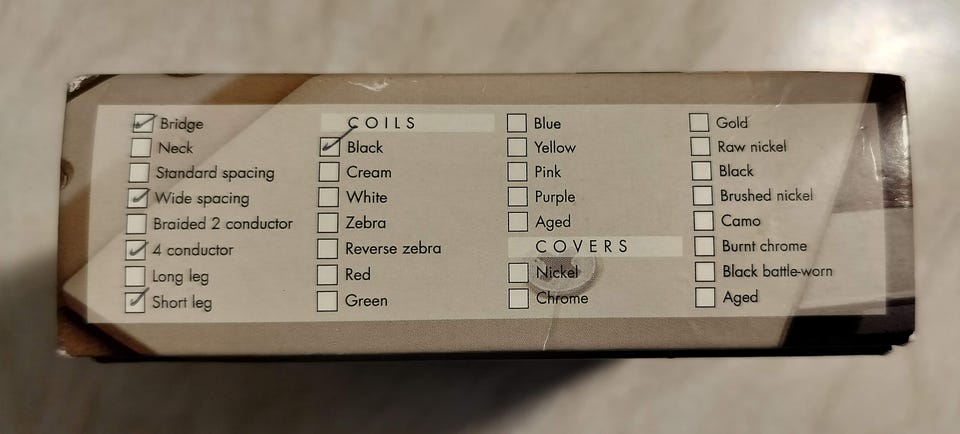 Bridge
Neck
Standard spacing
Wide spacing
Braided 2 conductor
4 conductor
Long leg
Short leg
COILS
Black
Cream
White
Zebra
Reverse zebra
Red
Green
Blue
Yellow
Pink
Purple
Aged
COVERS
Nickel
Chrome
Gold
Raw nickel
Black
Brushed nickel
Camo
Burnt chrome
Black battle-worn
Aged